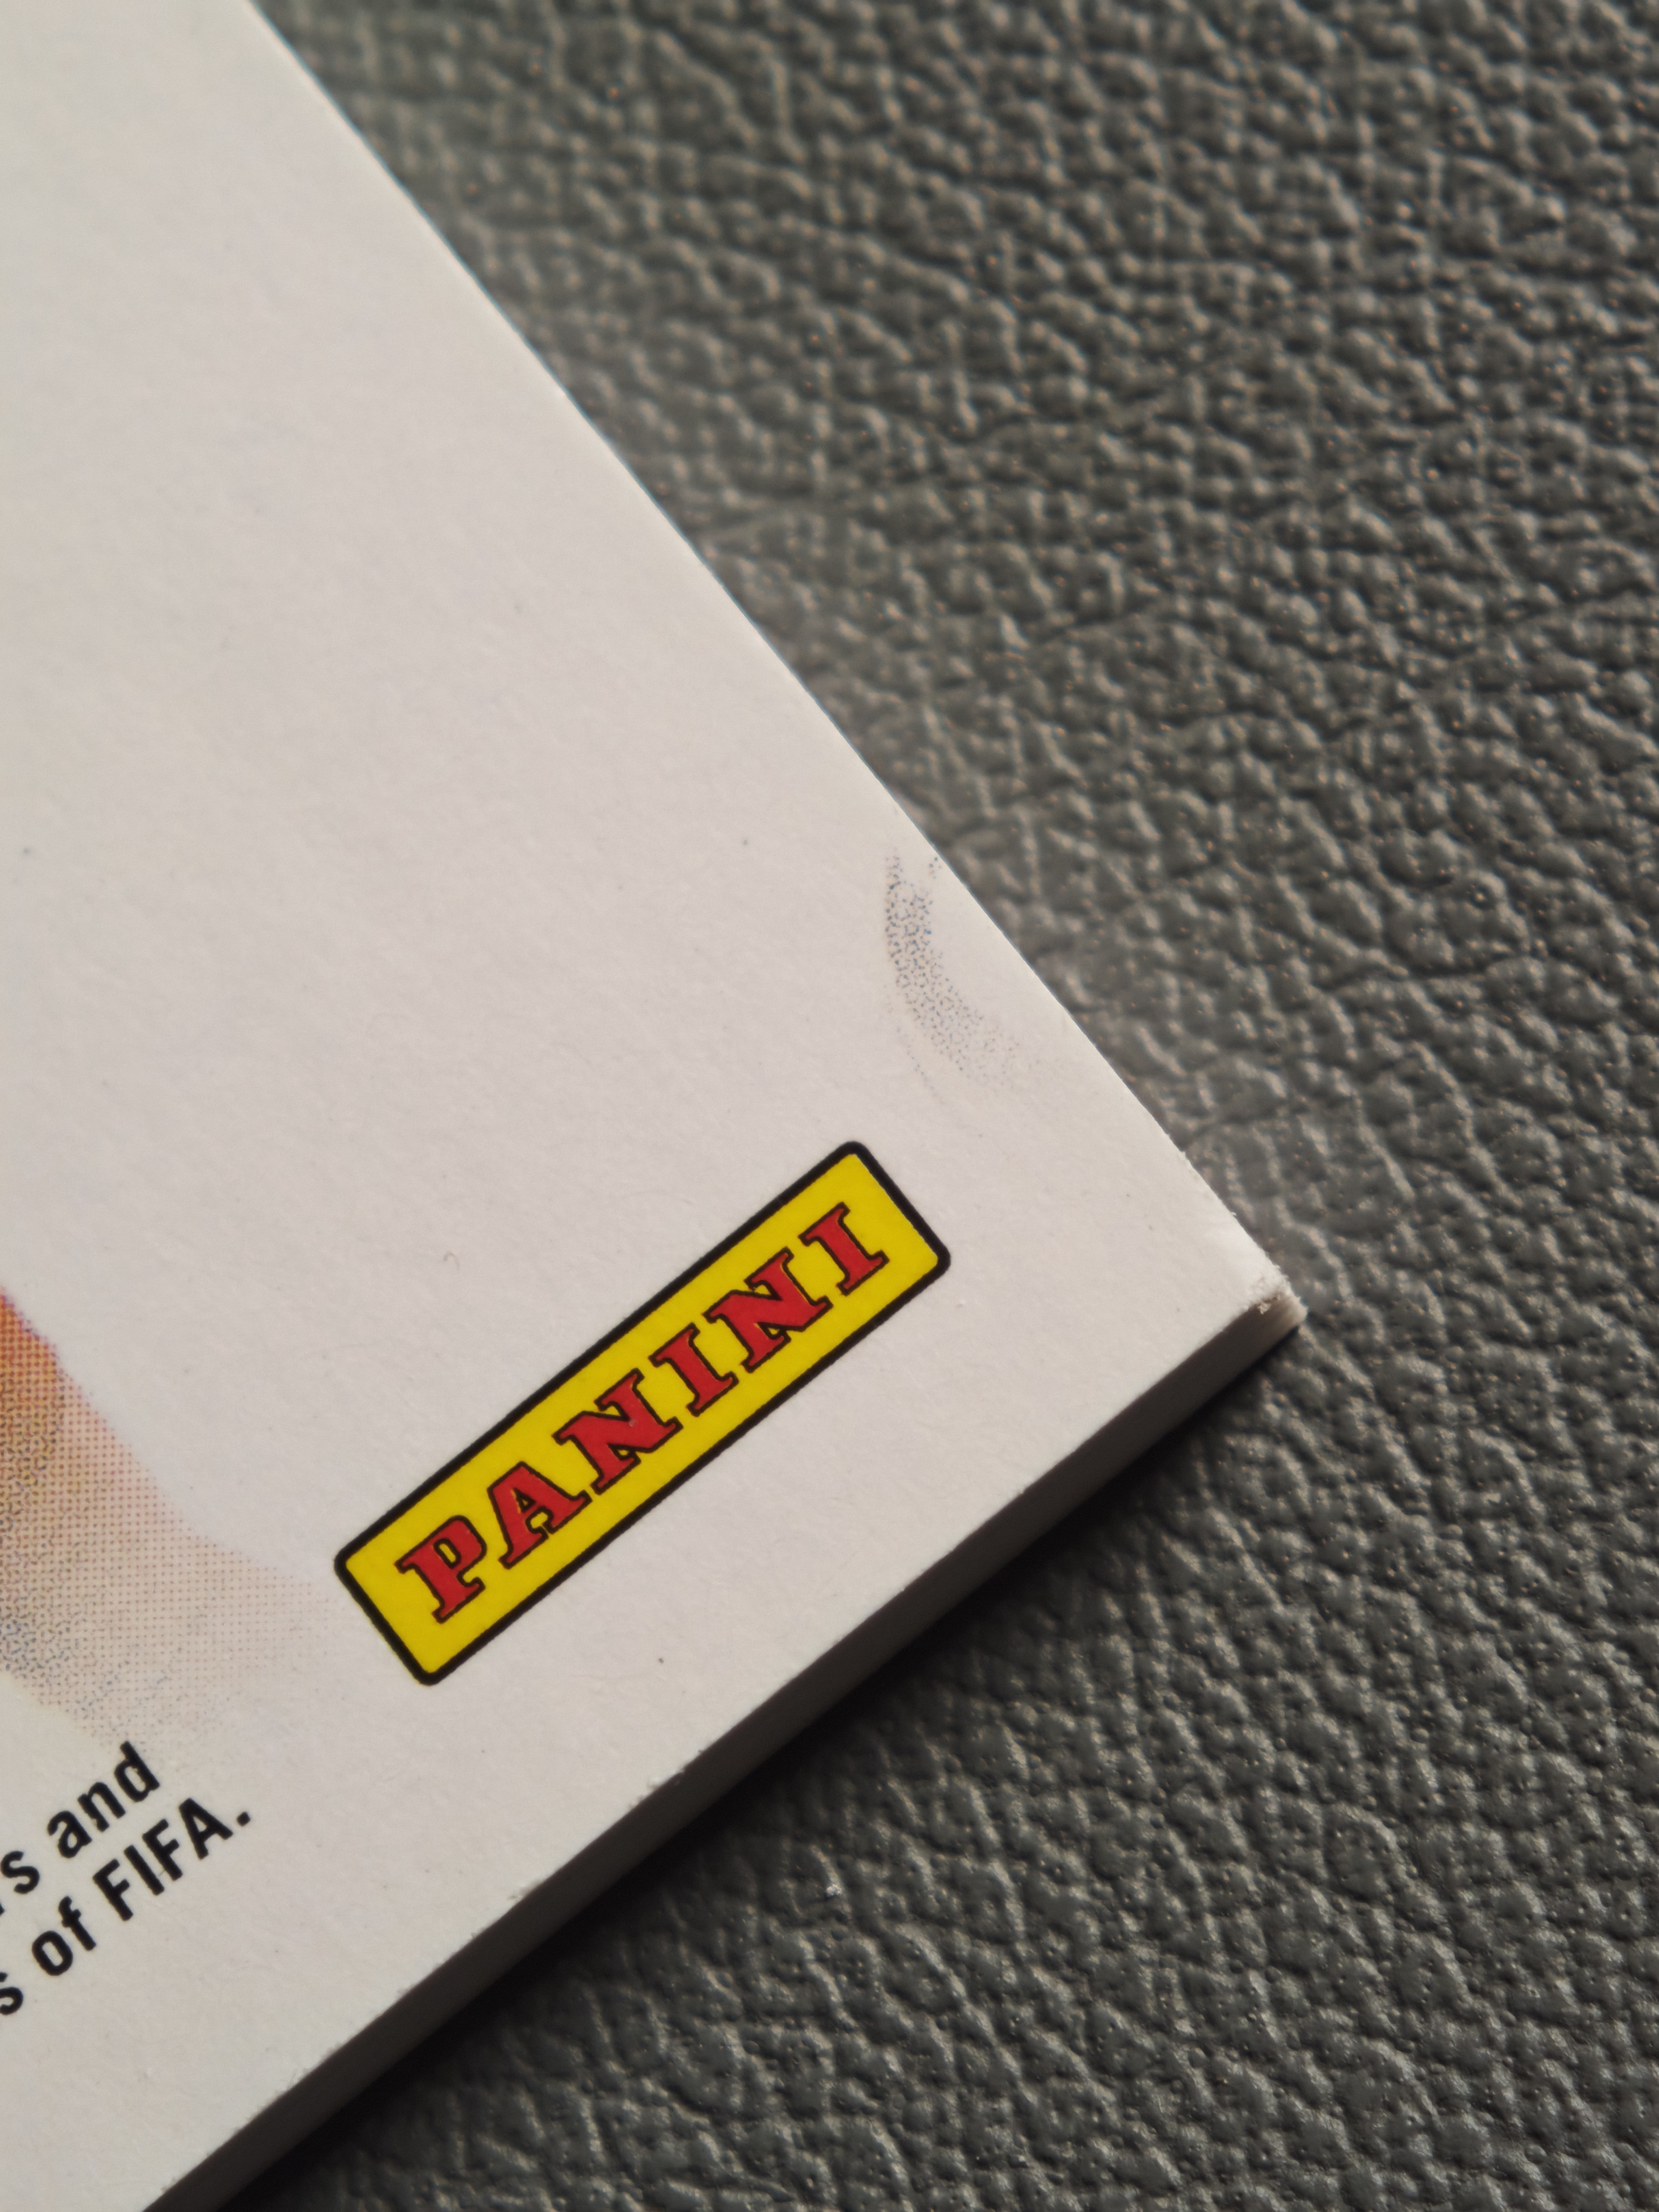 PANINI
and
of FIFA.